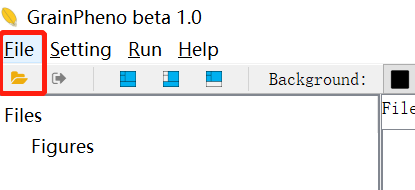 GrainPheno beta 1.0
File Setting Run Help
Background:
Files
File
Figures